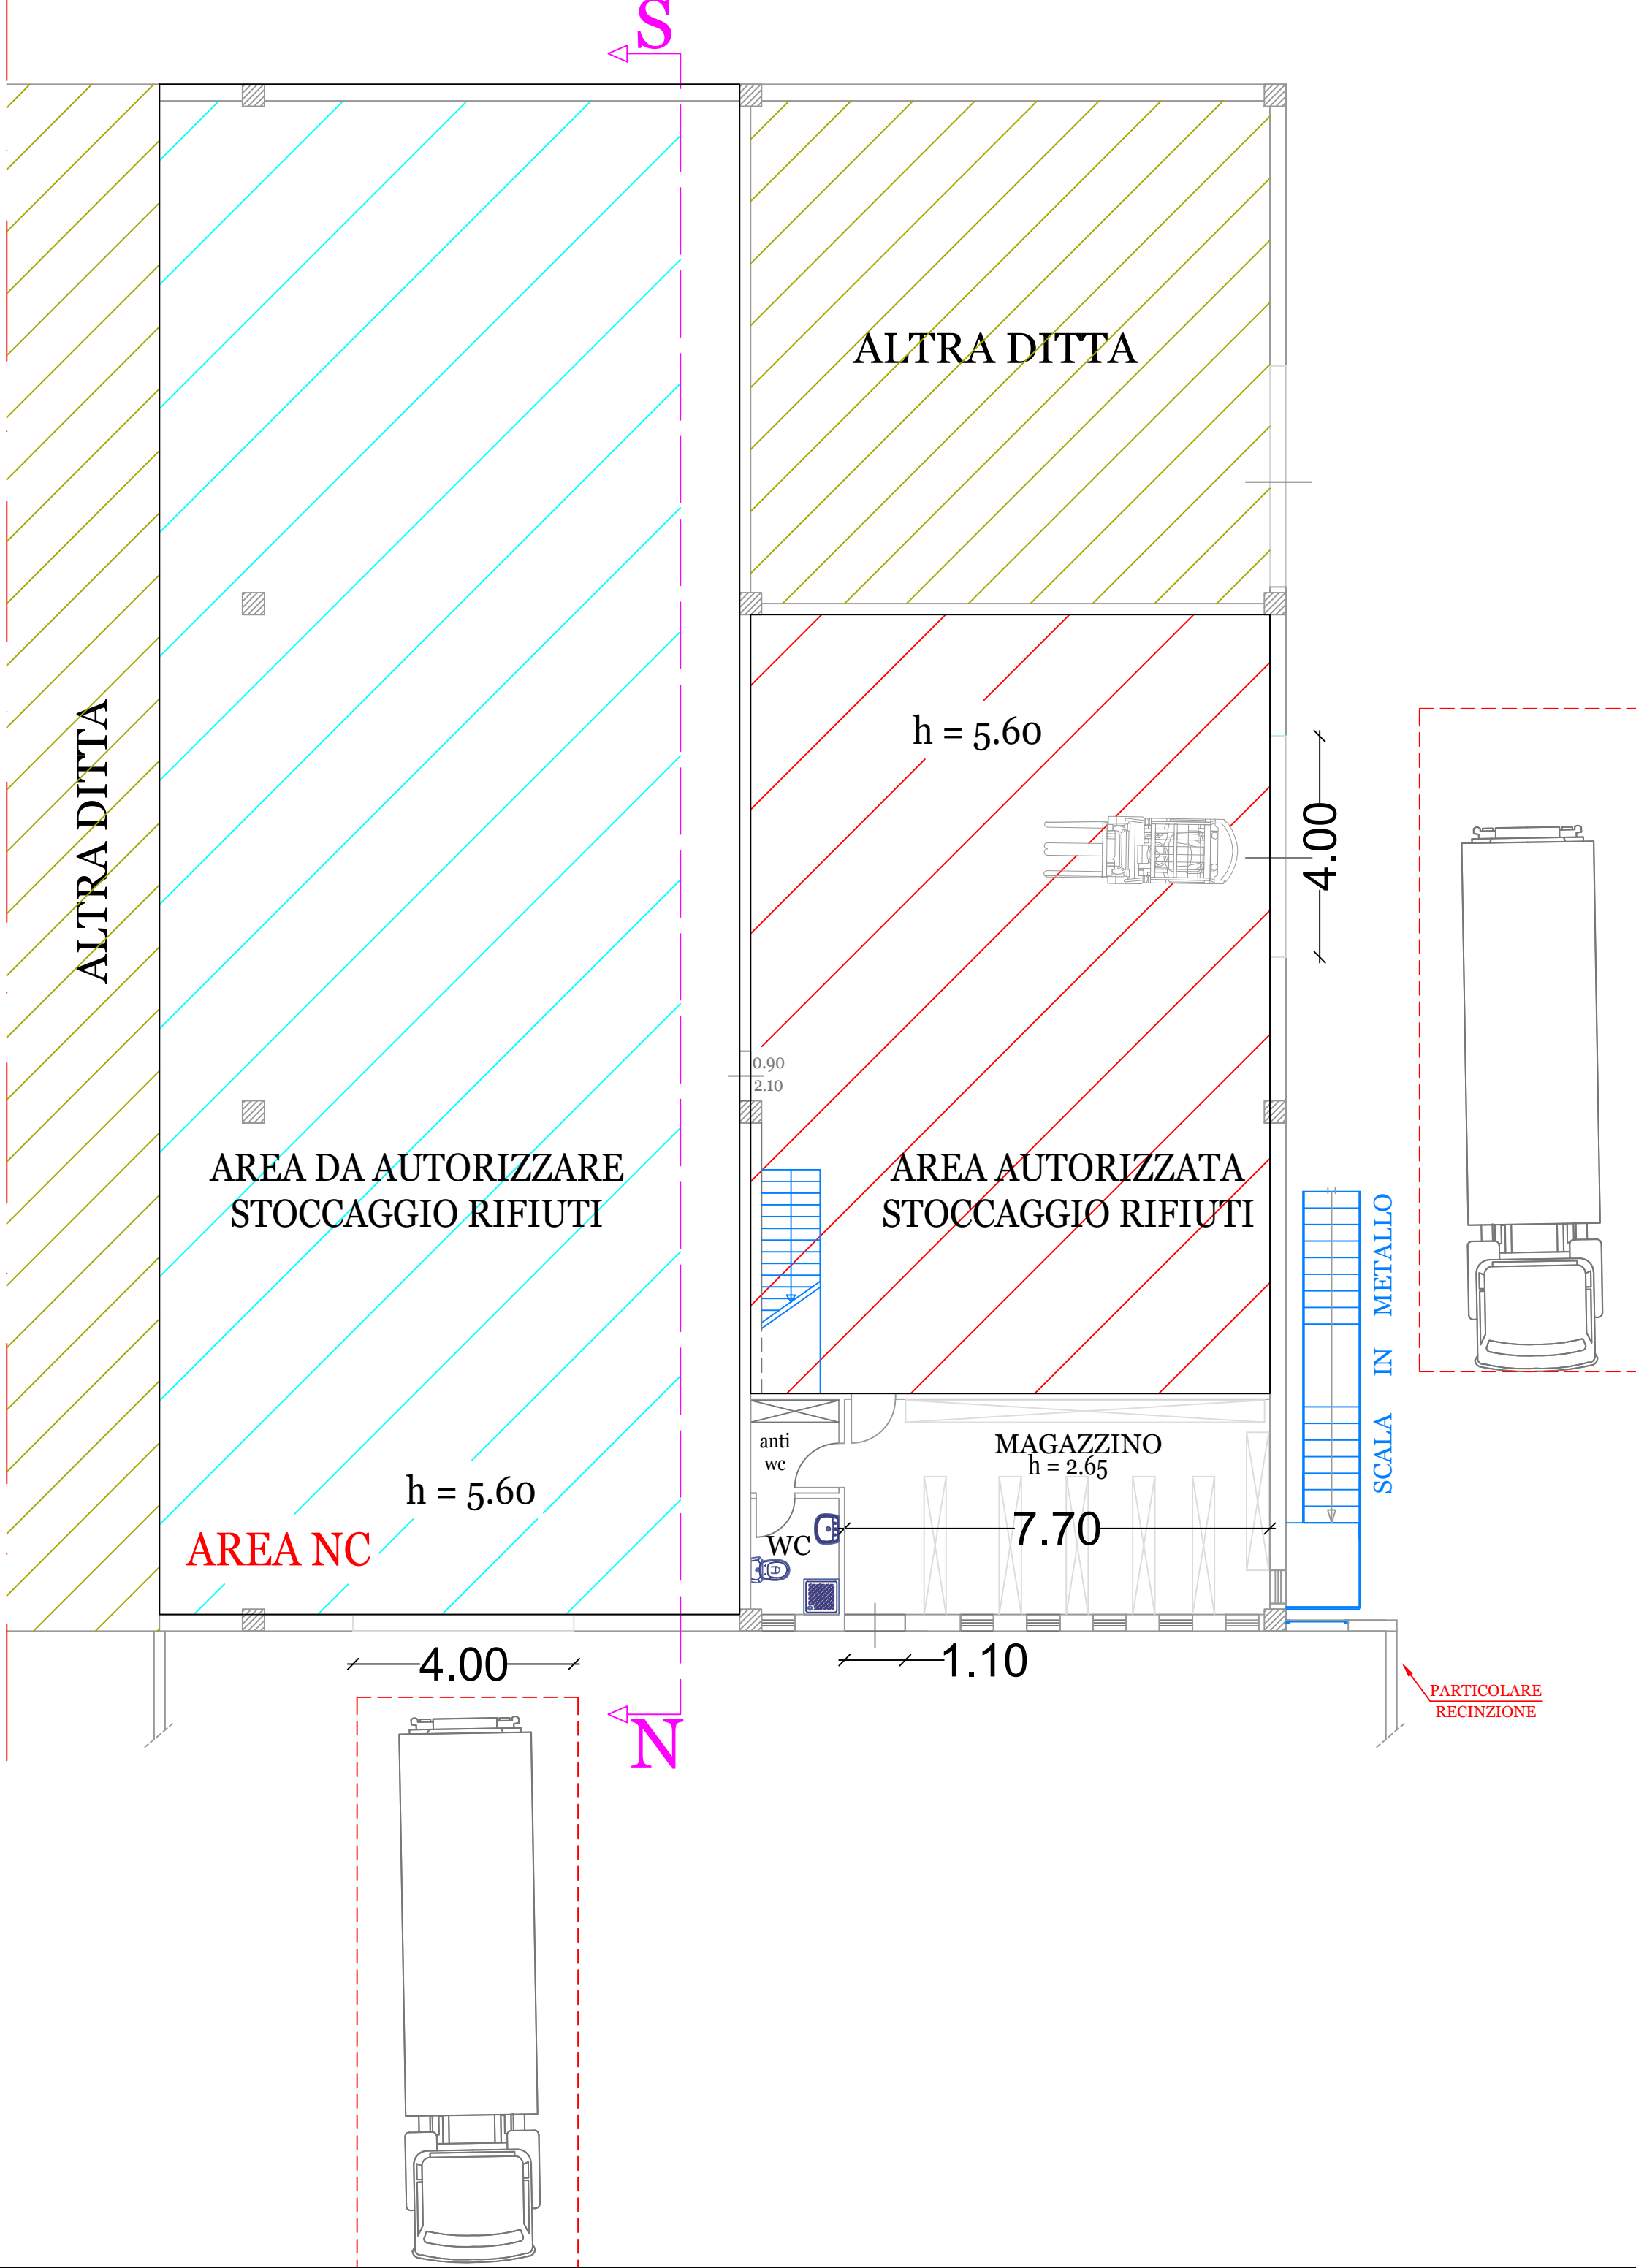 S
ALTRA DITTA
h = 5.60
ALTRA DITTA
4.00
0.90
2.10
AREA DA AUTORIZZARE
STOCCAGGIO RIFIUTI
AREA AUTORIZZATA
STOCCAGGIO RIFIUTI
SCALA IN METALLO
anti
wc
MAGAZZINO
h = 2.65
h = 5.60
AREA NC
WC
7.70
4.00
1.10
PARTICOLARE
RECINZIONE
N